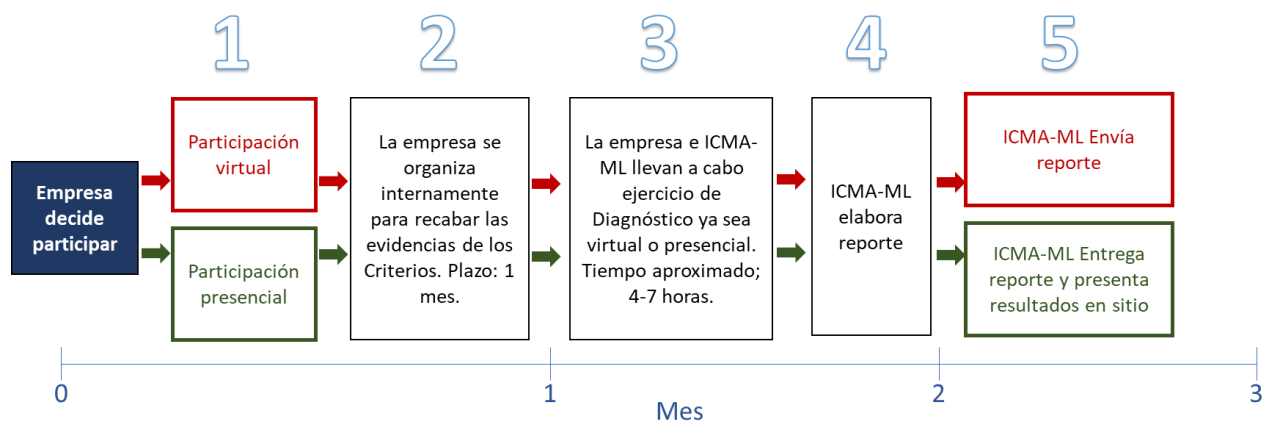 1
2
3
4
5
Empresa
decide
participar
Participación
virtual
Participación
presencial
La empresa se
organiza
internamente
para recabar las
evidencias de los
Criterios. Plazo: 1
mes.
La empresa e ICMA-
ML llevan a cabo
ejercicio de
Diagnóstico ya sea
virtual o presencial.
Tiempo aproximado;
4-7 horas.
ICMA-ML
elabora
reporte
ICMA-ML Envía
reporte
ICMA-ML Entrega
reporte y presenta
resultados en sitio
0
1
2
3
Mes